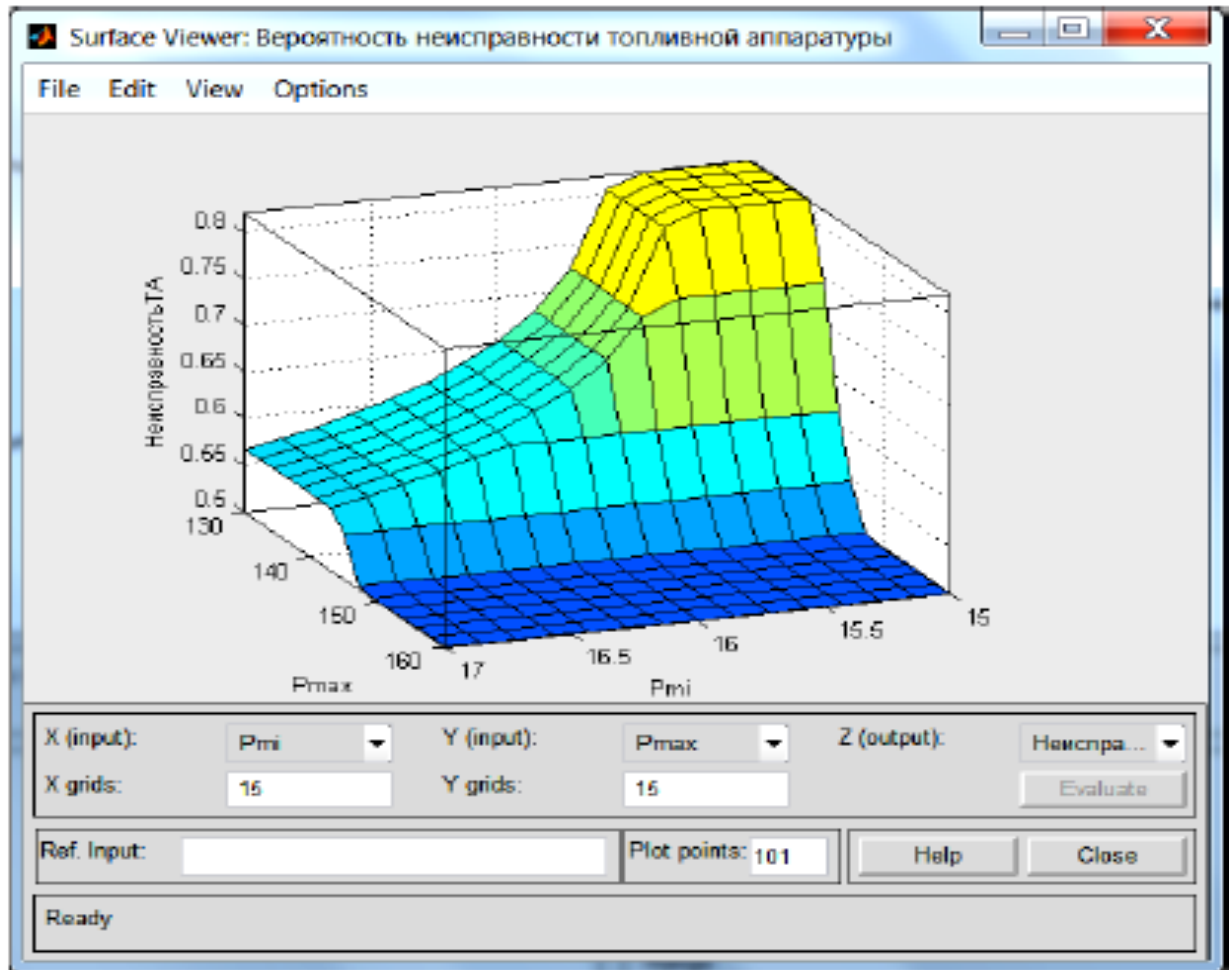 Surface Viewer: Вероятность неисправности топливной аппаратуры
File Edit View Options
0.8
0.75
0.7
0.65
0.6
0.55
0.5
НеисправностьТА
130
140
150
160
Pmax
17
16.5
16
15.5
15
Pmi
X (input): Pmi Y (input): Pmax Z (output): Неиспра...
X grids: 15 Y grids: 15 Evaluate
Ref. Input: Plot points: 101 Help Close
Ready